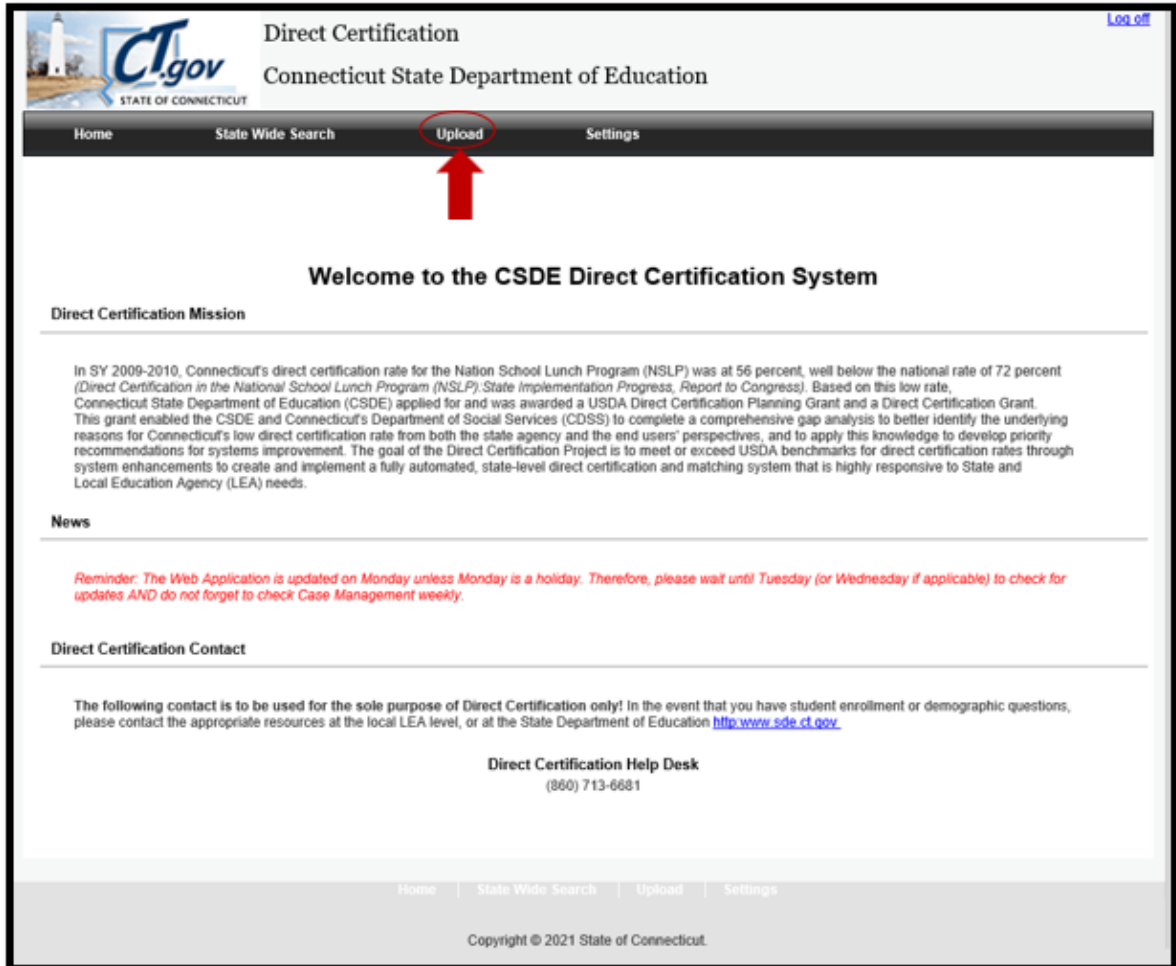 Log off
CT.gov
STATE OF CONNECTICUT
Direct Certification
Connecticut State Department of Education
Home State Wide Search Upload Settings
Welcome to the CSDE Direct Certification System
Direct Certification Mission
In SY 2009-2010, Connecticut's direct certification rate for the Nation School Lunch Program (NSLP) was at 56 percent, well below the national rate of 72 percent
(Direct Certification in the National School Lunch Program (NSLP):State Implementation Progress, Report to Congress). Based on this low rate,
Connecticut State Department of Education (CSDE) applied for and was awarded a USDA Direct Certification Planning Grant and a Direct Certification Grant.
This grant enabled the CSDE and Connecticut's Department of Social Services (CDSS) to complete a comprehensive gap analysis to better identify the underlying
reasons for Connecticut's low direct certification rate from both the state agency and the end users' perspectives, and to apply this knowledge to develop priority
recommendations for systems improvement. The goal of the Direct Certification Project is to meet or exceed USDA benchmarks for direct certification rates through
system enhancements to create and implement a fully automated, state-level direct certification and matching system that is highly responsive to State and
Local Education Agency (LEA) needs.
News
Reminder: The Web Application is updated on Monday unless Monday is a holiday. Therefore, please wait until Tuesday (or Wednesday if applicable) to check for
updates AND do not forget to check Case Management weekly.
Direct Certification Contact
The following contact is to be used for the sole purpose of Direct Certification only! In the event that you have student enrollment or demographic questions,
please contact the appropriate resources at the local LEA level, or at the State Department of Education http:www.sde.ct.gov
Direct Certification Help Desk
(860) 713-6681
Home | State Wide Search | Upload | Settings
Copyright © 2021 State of Connecticut.